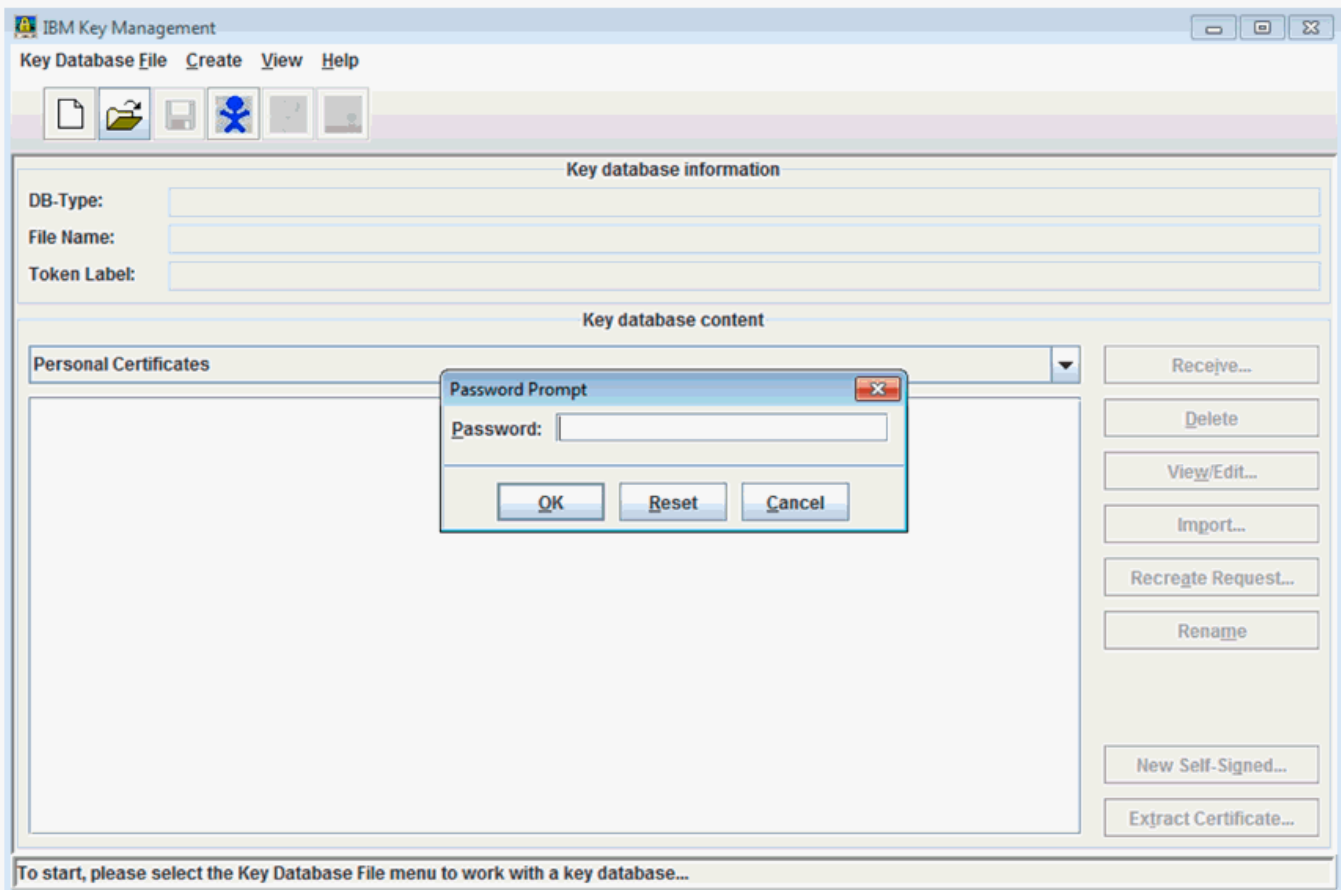 IBM Key Management
Key Database File Create View Help
Key database information
DB-Type:
File Name:
Token Label:
Key database content
Personal Certificates
Receive...
Delete
View/Edit...
Import...
Recreate Request...
Rename
New Self-Signed...
Extract Certificate...
Password Prompt
Password:
OK Reset Cancel
To start, please select the Key Database File menu to work with a key database...